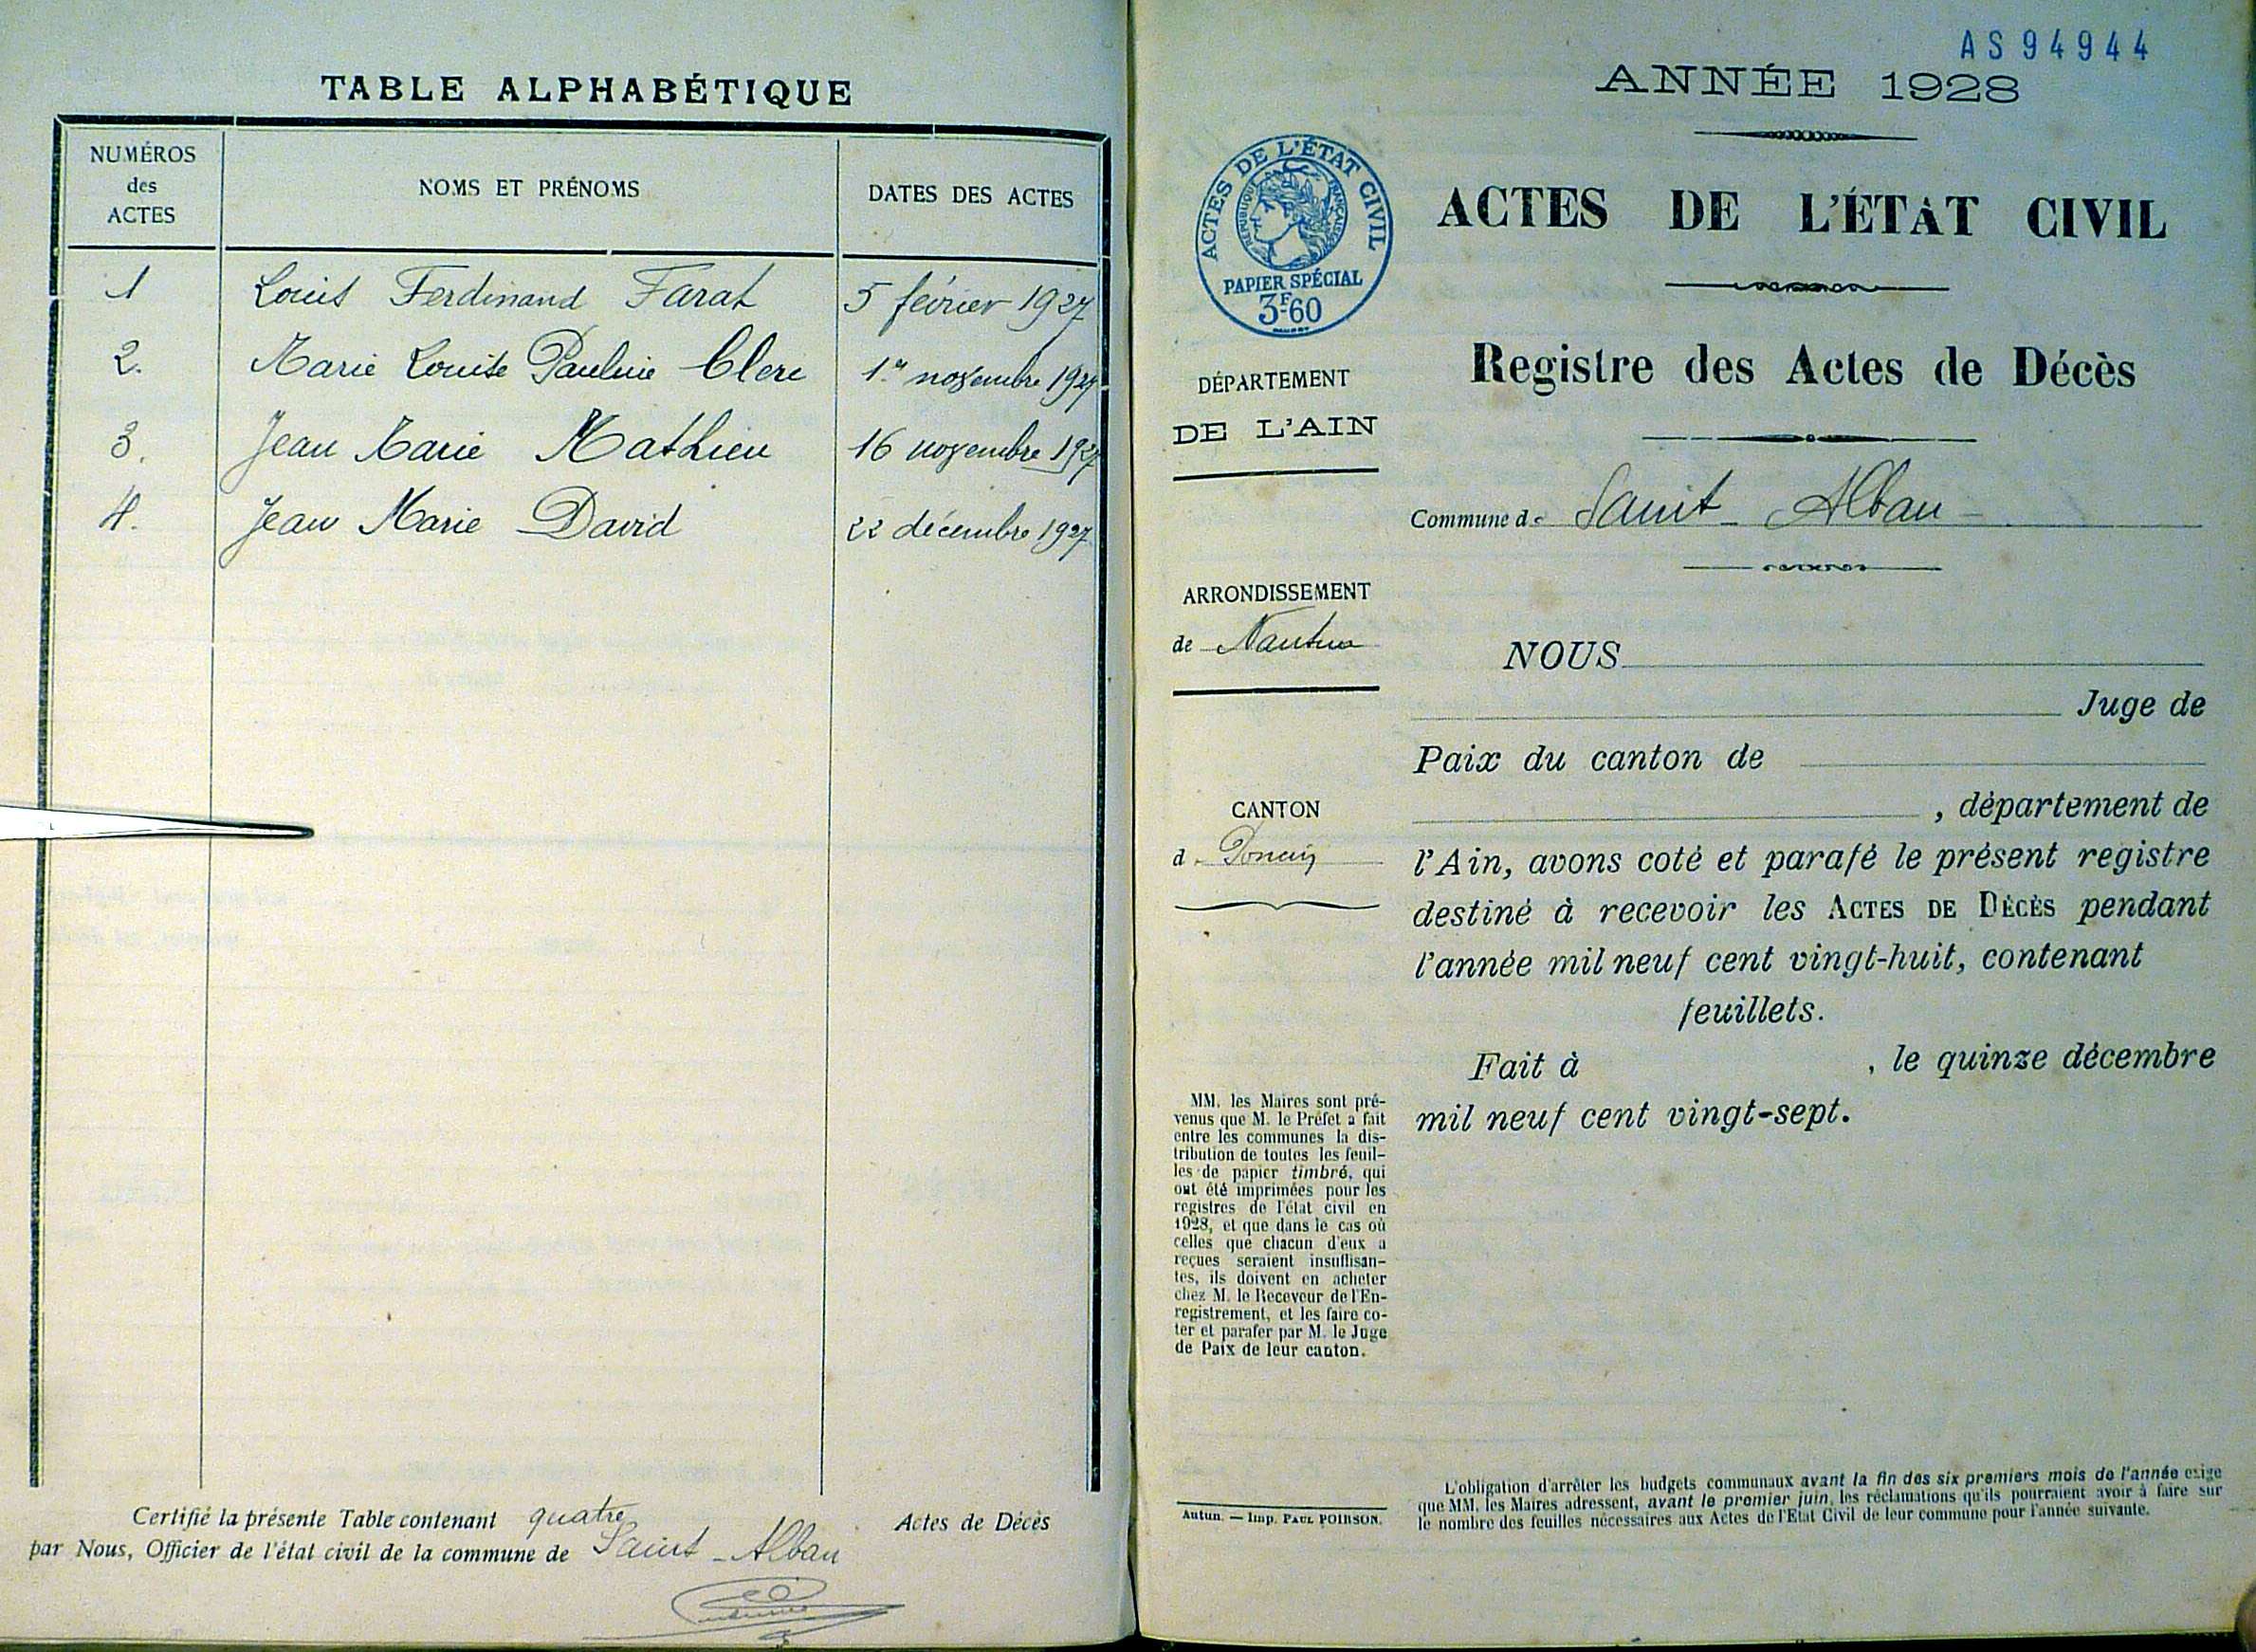 TABLE ALPHABÉTIQUE
NUMÉROS
des
ACTES
NOMS ET PRÉNOMS
DATES DES ACTES
1 Louis Ferdinand Farat 5 février 1927
2. Marie Louise Pauline Clerc 1er novembre 1927
3. Jean Marie Mathieu 16 novembre 1927
4. Jean Marie David 22 décembre 1927
Certifié la présente Table contenant quatre Actes de Décès
par Nous, Officier de l'état civil de la commune de Saint-Alban
AS94944
ANNÉE 1928
ACTES DE L'ÉTAT CIVIL
RÉPUBLIQUE FRANÇAISE
PAPIER SPÉCIAL
3F60
ACTES DE L'ÉTAT CIVIL
Registre des Actes de Décès
DÉPARTEMENT
DE L'AIN
Commune de Saint-Alban
ARRONDISSEMENT
de Nantua
CANTON
d Poncin
NOUS
Juge de
Paix du canton de
, département de
l'Ain, avons coté et parafé le présent registre
destiné à recevoir les ACTES DE DÉCÈS pendant
l'année mil neuf cent vingt-huit, contenant
feuillets.
Fait à , le quinze décembre
mil neuf cent vingt-sept.
MM. les Maires sont pré-
venus que M. le Préfet a fait
entre les communes la dis-
tribution de toutes les feuil-
les de papier timbré, qui
ont été imprimées pour les
registres de l'état civil en
1928, et que dans le cas où
celles que chacun d'eux a
reçues seraient insuffisan-
tes, ils doivent en acheter
chez M. le Receveur de l'En-
registrement, et les faire co-
ter et parafer par M. le Juge
de Paix de leur canton.
Autun. — Imp. PAUL POIRSON.
L'obligation d'arrêter les budgets communaux avant la fin des six premiers mois de l'année exige
que MM. les Maires adressent, avant le premier juin, les réclamations qu'ils pourraient avoir à faire sur
le nombre des feuilles nécessaires aux Actes de l'Etat Civil de leur commune pour l'année suivante.